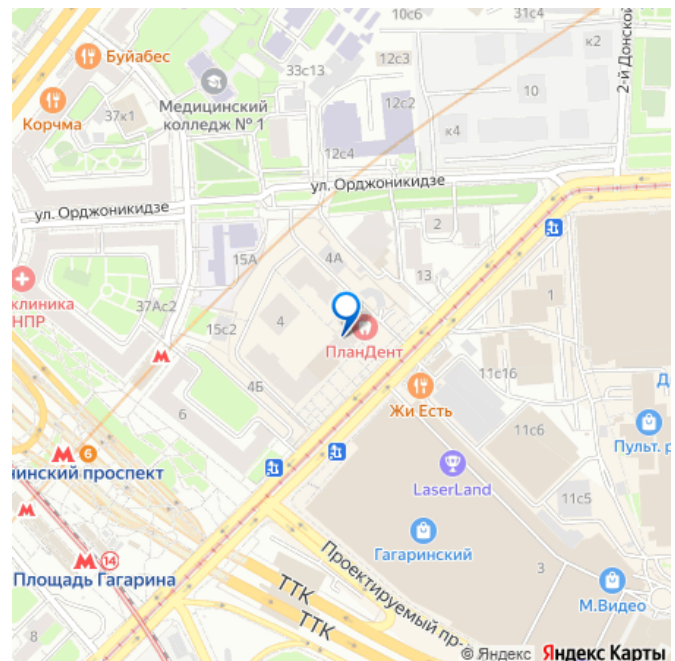 10с6
31с4
к2
2-й Донской
Буйабес
12с3
33с13
Медицинский
колледж № 1
10
Корчма
37к1
12с2
к4
12с4
ул. Орджоникидзе
ул. Орджоникидзе
2
15А
4А
13
клиника
НПР
37Ас2
1
15с2
4
ПланДент
11с16
4Б
Жи Есть
6
11с6
Пульт.
6
нинский проспект
LaserLand
11с5
Гагаринский
14
Площадь Гагарина
3
Проектируемый пр-
ТТК
М.Видео
ТТК
8
© Яндекс Яндекс Карты